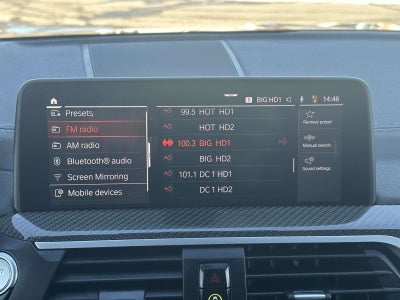 BIG HD1 14:46
Presets
FM radio
AM radio
Bluetooth® audio
Screen Mirroring
Mobile devices
99.5 HOT HD1
HOT HD2
100.3 BIG HD1
BIG HD2
101.1 DC 1 HD1
DC 1 HD2
Remove preset
Manual search
Sound settings